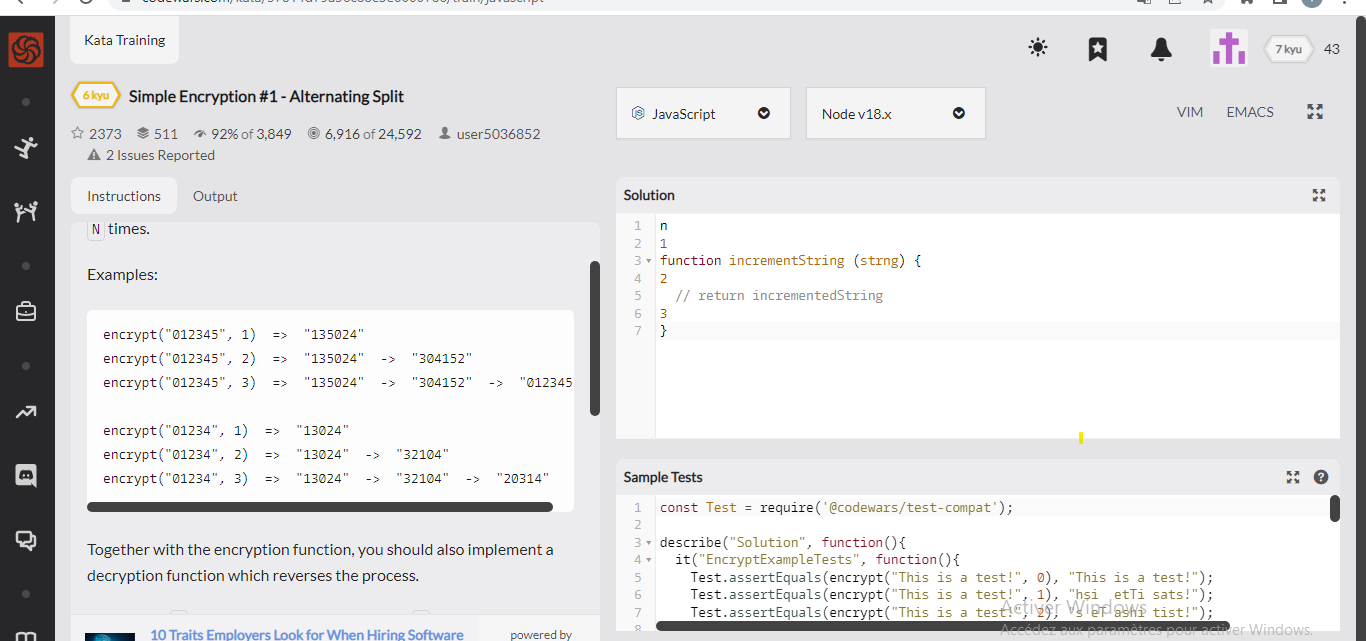 Kata Training
7 kyu 43
6 kyu Simple Encryption #1 - Alternating Split
2373 511 92% of 3,849 6,916 of 24,592 user5036852
2 Issues Reported
JavaScript
Node v18.x
VIM EMACS
Instructions Output
N times.
Examples:
encrypt("012345", 1) => "135024"
encrypt("012345", 2) => "135024" -> "304152"
encrypt("012345", 3) => "135024" -> "304152" -> "012345
encrypt("01234", 1) => "13024"
encrypt("01234", 2) => "13024" -> "32104"
encrypt("01234", 3) => "13024" -> "32104" -> "20314"
Together with the encryption function, you should also implement a
decryption function which reverses the process.
10 Traits Employers Look for When Hiring Software
powered by
Solution
1 n
2 1
3 function incrementString (strng) {
4 2
5 // return incrementedString
6 3
7 }
Sample Tests
1 const Test = require('@codewars/test-compat');
2
3 describe("Solution", function(){
4 it("EncryptExampleTests", function(){
5 Test.assertEquals(encrypt("This is a test!", 0), "This is a test!");
6 Test.assertEquals(encrypt("This is a test!", 1), "hsi  etTi sats!");
7 Test.assertEquals(encrypt("This is a test!", 2), "s eT ashi tist!");
8
Activer Windows
Accédez aux paramètres pour activer Windows.